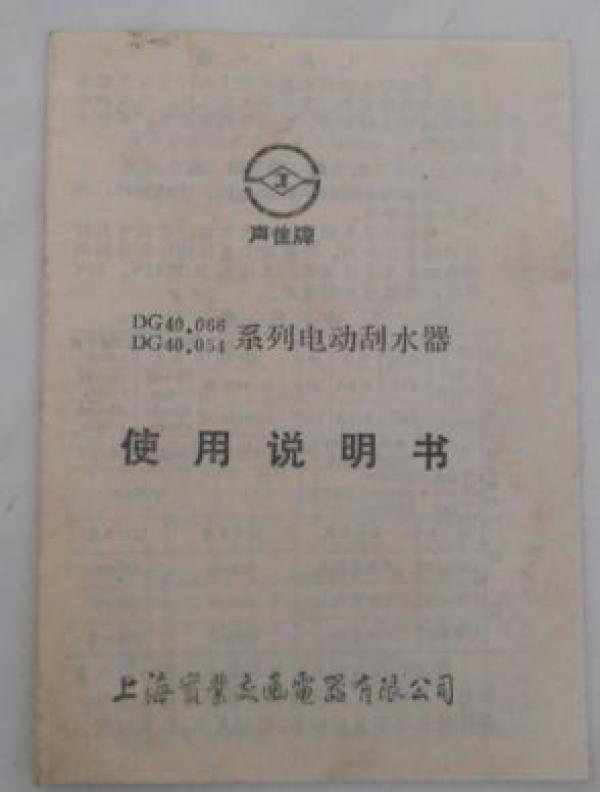 声佳牌
DG40.066
DG40.054 系列电动刮水器
使用说明书
上海實業交通電器有限公司